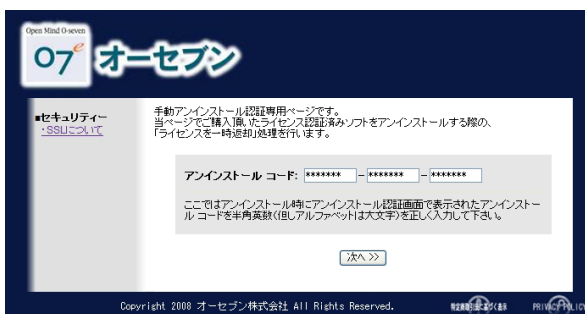 Open Mind O-seven
O7e オーセブン
■セキュリティー
・SSLについて
手動アンインストール認証専用ページです。
当ページでご購入頂いたライセンス認証済みソフトをアンインストールする際の、
「ライセンスを一時返却」処理を行います。
アンインストール コード: ******* - ******* - *******
ここではアンインストール時にアンインストール認証画面で表示されたアンインストー
ル コードを半角英数(但しアルファベットは大文字)を正しく入力して下さい。
次へ >>
Copyright 2008 オーセブン株式会社 All Rights Reserved.